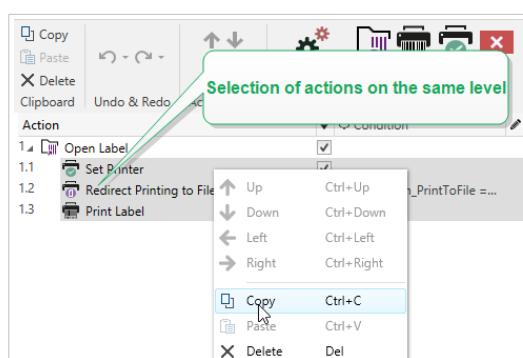 Copy
Paste
Delete
Clipboard Undo & Redo
Selection of actions on the same level
Action Condition
1 Open Label
1.1 Set Printer
1.2 Redirect Printing to File _PrintToFile =...
1.3 Print Label
Up Ctrl+Up
Down Ctrl+Down
Left Ctrl+Left
Right Ctrl+Right
Copy Ctrl+C
Paste Ctrl+V
Delete Del